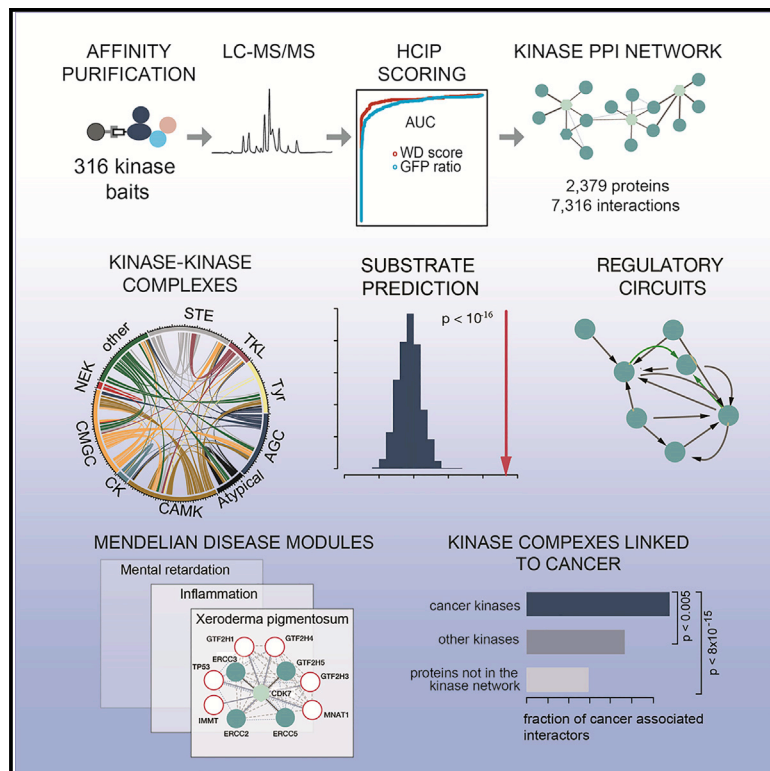 AFFINITY
PURIFICATION
LC-MS/MS
HCIP
SCORING
KINASE PPI NETWORK
AUC
WD score
GFP ratio
316 kinase
baits
2,379 proteins
7,316 interactions
KINASE-KINASE
COMPLEXES
SUBSTRATE
PREDICTION
REGULATORY
CIRCUITS
STE
TKL
Tyr
AGC
Atypical
CAMK
CK
CMGC
NEK
other
p < 10-16
MENDELIAN DISEASE MODULES
Mental retardation
Inflammation
Xeroderma pigmentosum
GTF2H1
GTF2H4
ERCC3
GTF2H5
TP53
GTF2H3
CDK7
IMMT
MNAT1
ERCC2
ERCC5
KINASE COMPEXES LINKED
TO CANCER
cancer kinases
other kinases
proteins not in the
kinase network
p < 0.005
p < 8x10-15
fraction of cancer associated
interactors